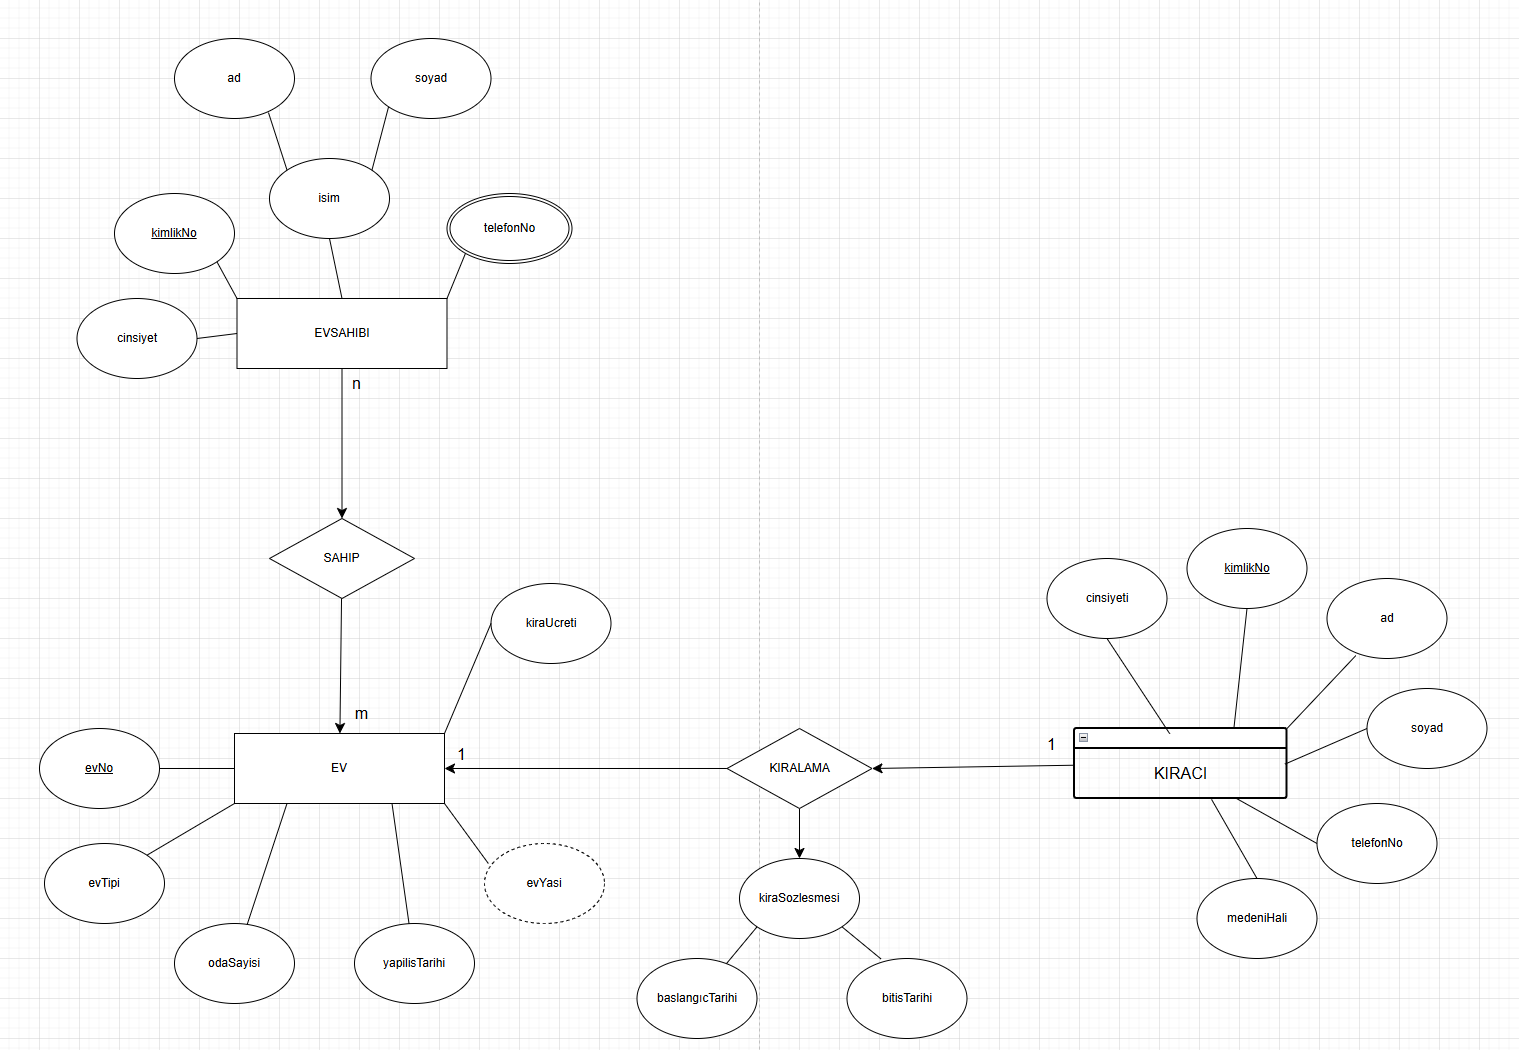 ad
soyad
isim
kimlikNo
telefonNo
cinsiyet
EVSAHIBI
n
SAHIP
kiraUcreti
m
evNo
EV
1
KIRALAMA
1
KIRACI
cinsiyeti
kimlikNo
ad
soyad
telefonNo
medeniHali
evTipi
evYasi
odaSayisi
yapilisTarihi
kiraSozlesmesi
baslangıcTarihi
bitisTarihi